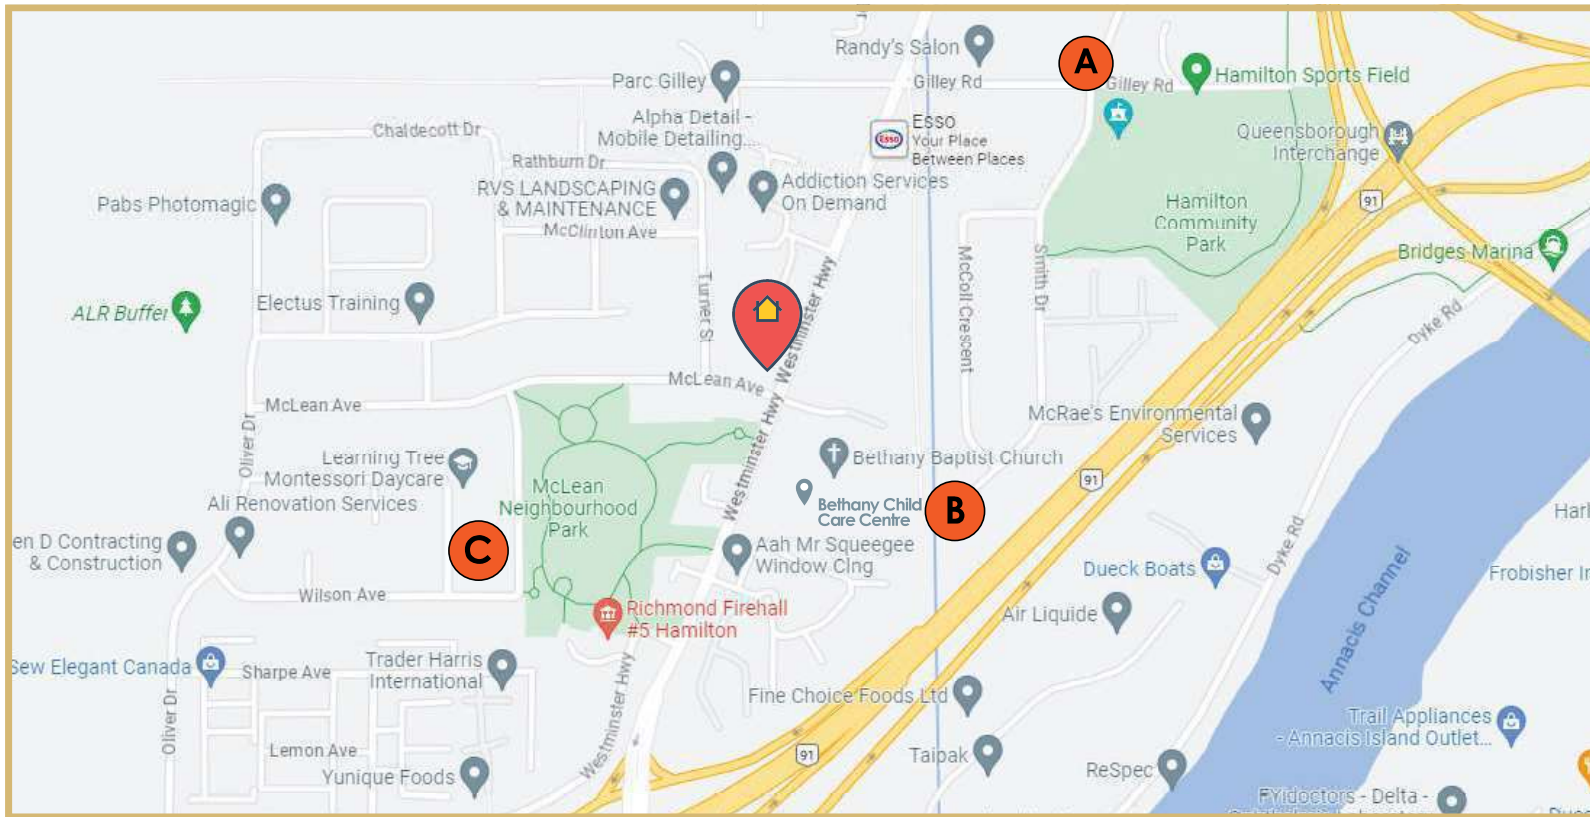 Randy's Salon
A
Parc Gilley
Gilley Rd
Gilley Rd
Hamilton Sports Field
Alpha Detail -
Mobile Detailing...
Esso
Esso
Your Place
Between Places
Queensborough
Interchange
Chaldecott Dr
Rathburn Dr
RVS LANDSCAPING
& MAINTENANCE
Addiction Services
On Demand
91
Hamilton
Community
Park
Pabs Photomagic
McClinton Ave
Bridges Marina
McColl Crescent
Smith Dr
Turner St
Westminster Hwy
ALR Buffer
Electus Training
Dyke Rd
McLean Ave
McLean Ave
Westminster Hwy
McRae's Environmental
Services
Oliver Dr
Learning Tree
Montessori Daycare
Bethany Baptist Church
91
Ali Renovation Services
McLean
Neighbourhood
Park
Bethany Child
Care Centre
B
Harl
en D Contracting
& Construction
C
Aah Mr Squeegee
Window Clng
Dyke Rd
Dueck Boats
Frobisher In
Wilson Ave
Richmond Firehall
#5 Hamilton
Air Liquide
Annacis Channel
Sew Elegant Canada
Sharpe Ave
Trader Harris
International
Westminster Hwy
Fine Choice Foods Ltd
Oliver Dr
Trail Appliances
- Annacis Island Outlet...
Lemon Ave
91
Taipak
ReSpec
Yunique Foods
FYidoctors - Delta -